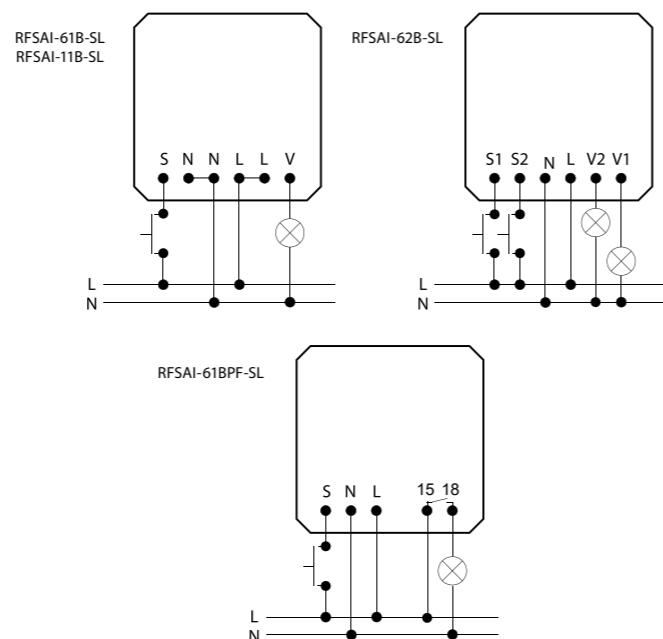 RFSAI-61B-SL
RFSAI-11B-SL
S N N L L V
L
N
RFSAI-62B-SL
S1 S2 N L V2 V1
L
N
RFSAI-61BPF-SL
S N L 15 18
L
N